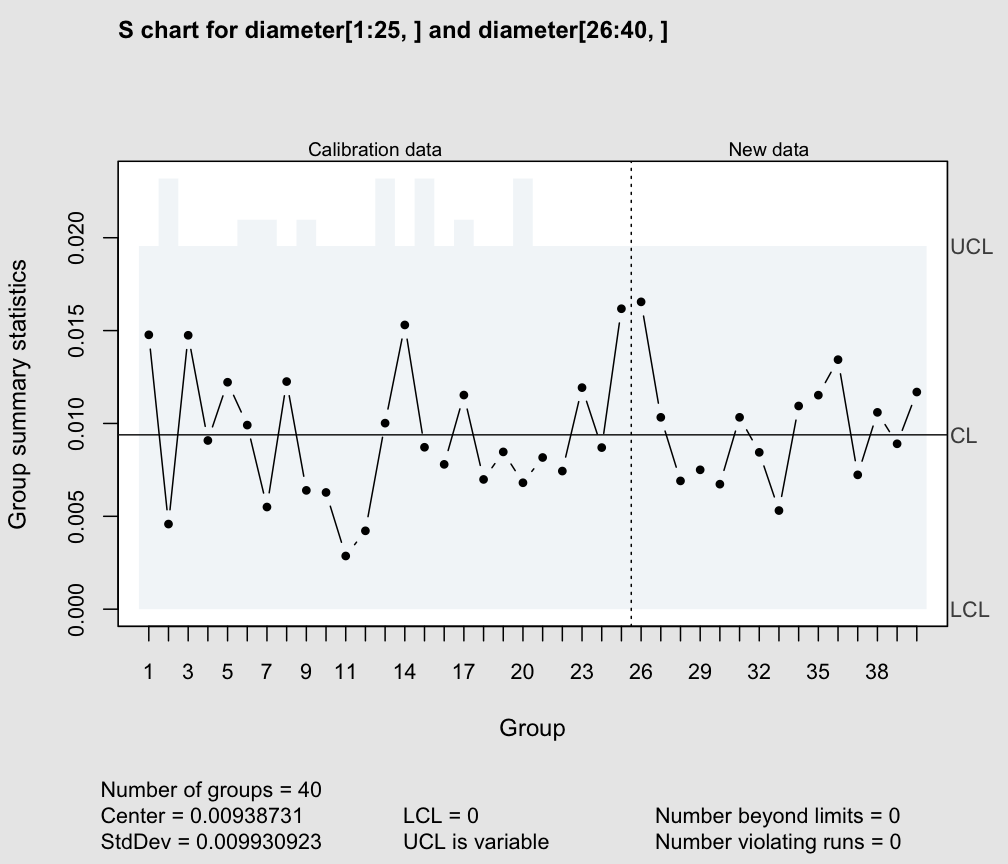 S chart for diameter[1:25, ] and diameter[26:40, ]
Calibration data
New data
Group summary statistics
0.020
0.015
0.010
0.005
0.000
UCL
CL
LCL
1 3 5 7 9 11 14 17 20 23 26 29 32 35 38
Group
Number of groups = 40
Center = 0.00938731
StdDev = 0.009930923
LCL = 0
UCL is variable
Number beyond limits = 0
Number violating runs = 0